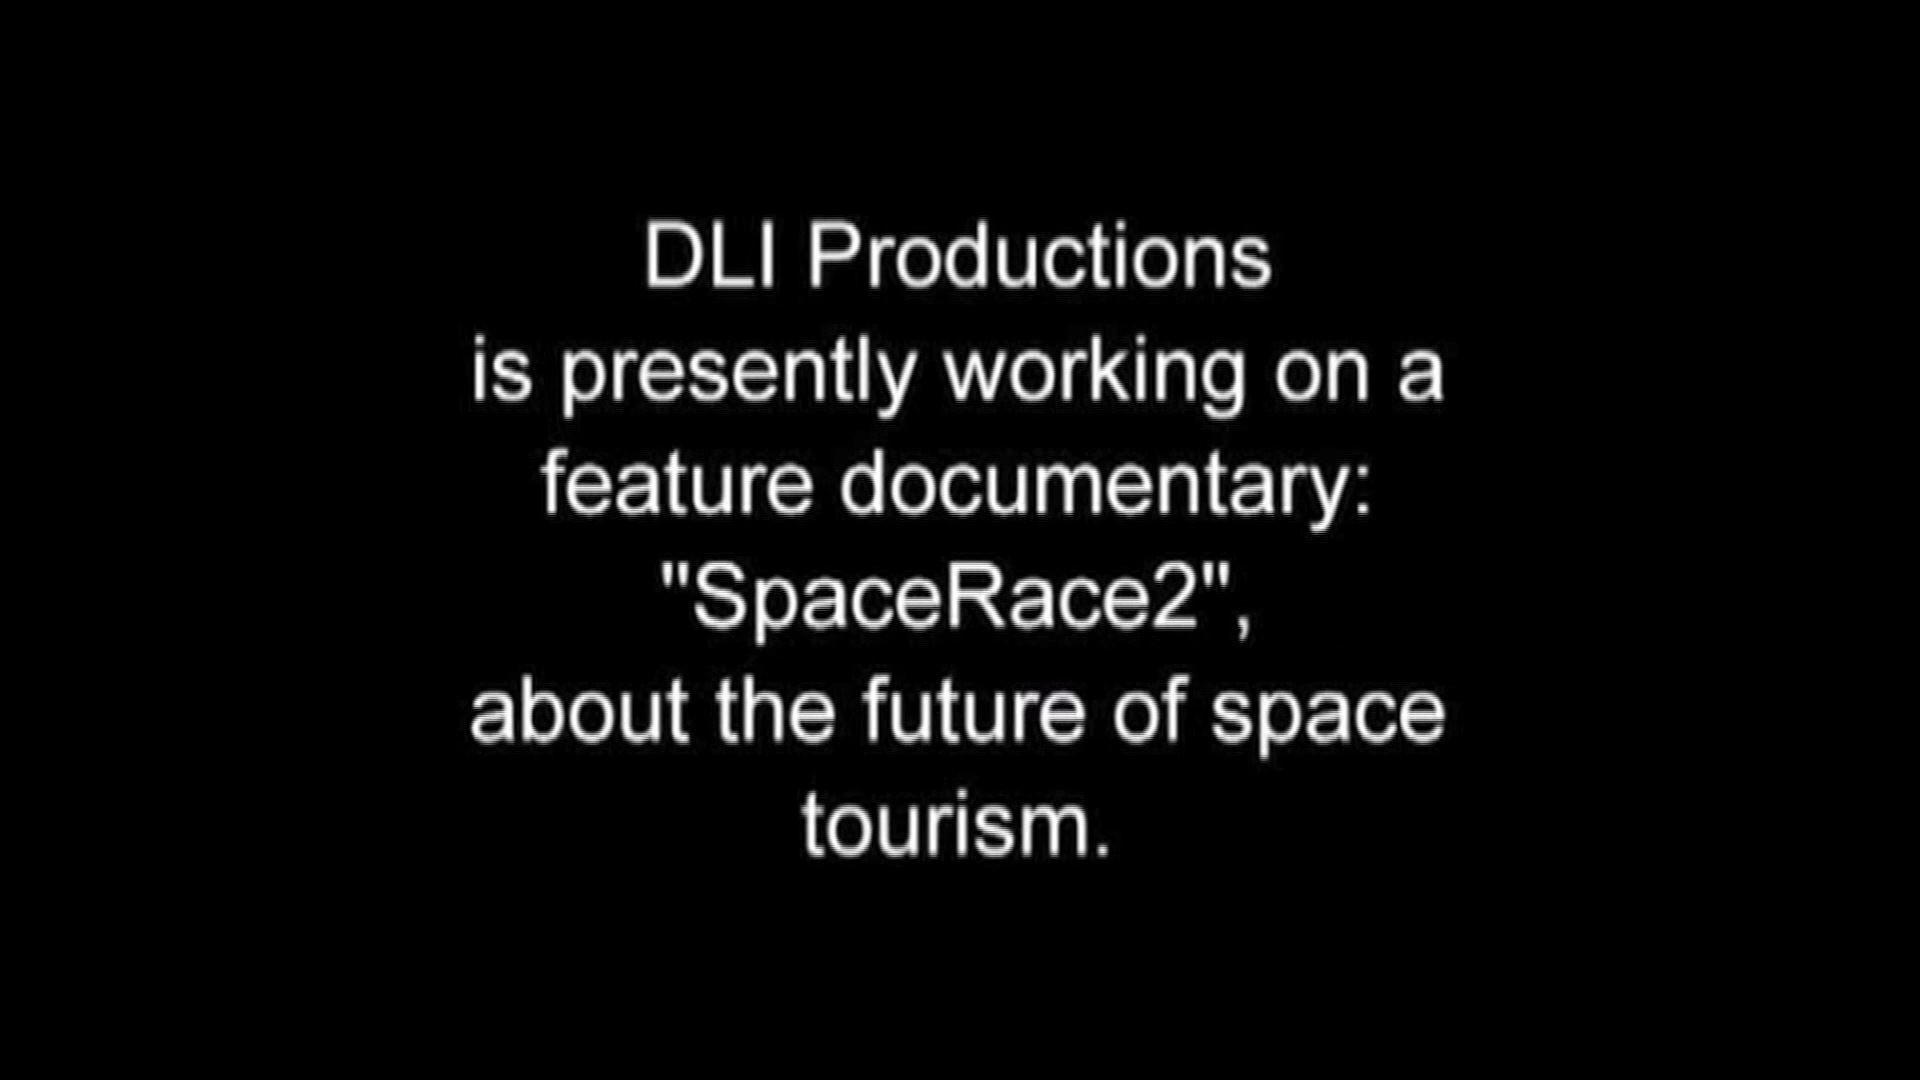 DLI Productions
is presently working on a
feature documentary:
"SpaceRace2",
about the future of space
tourism.